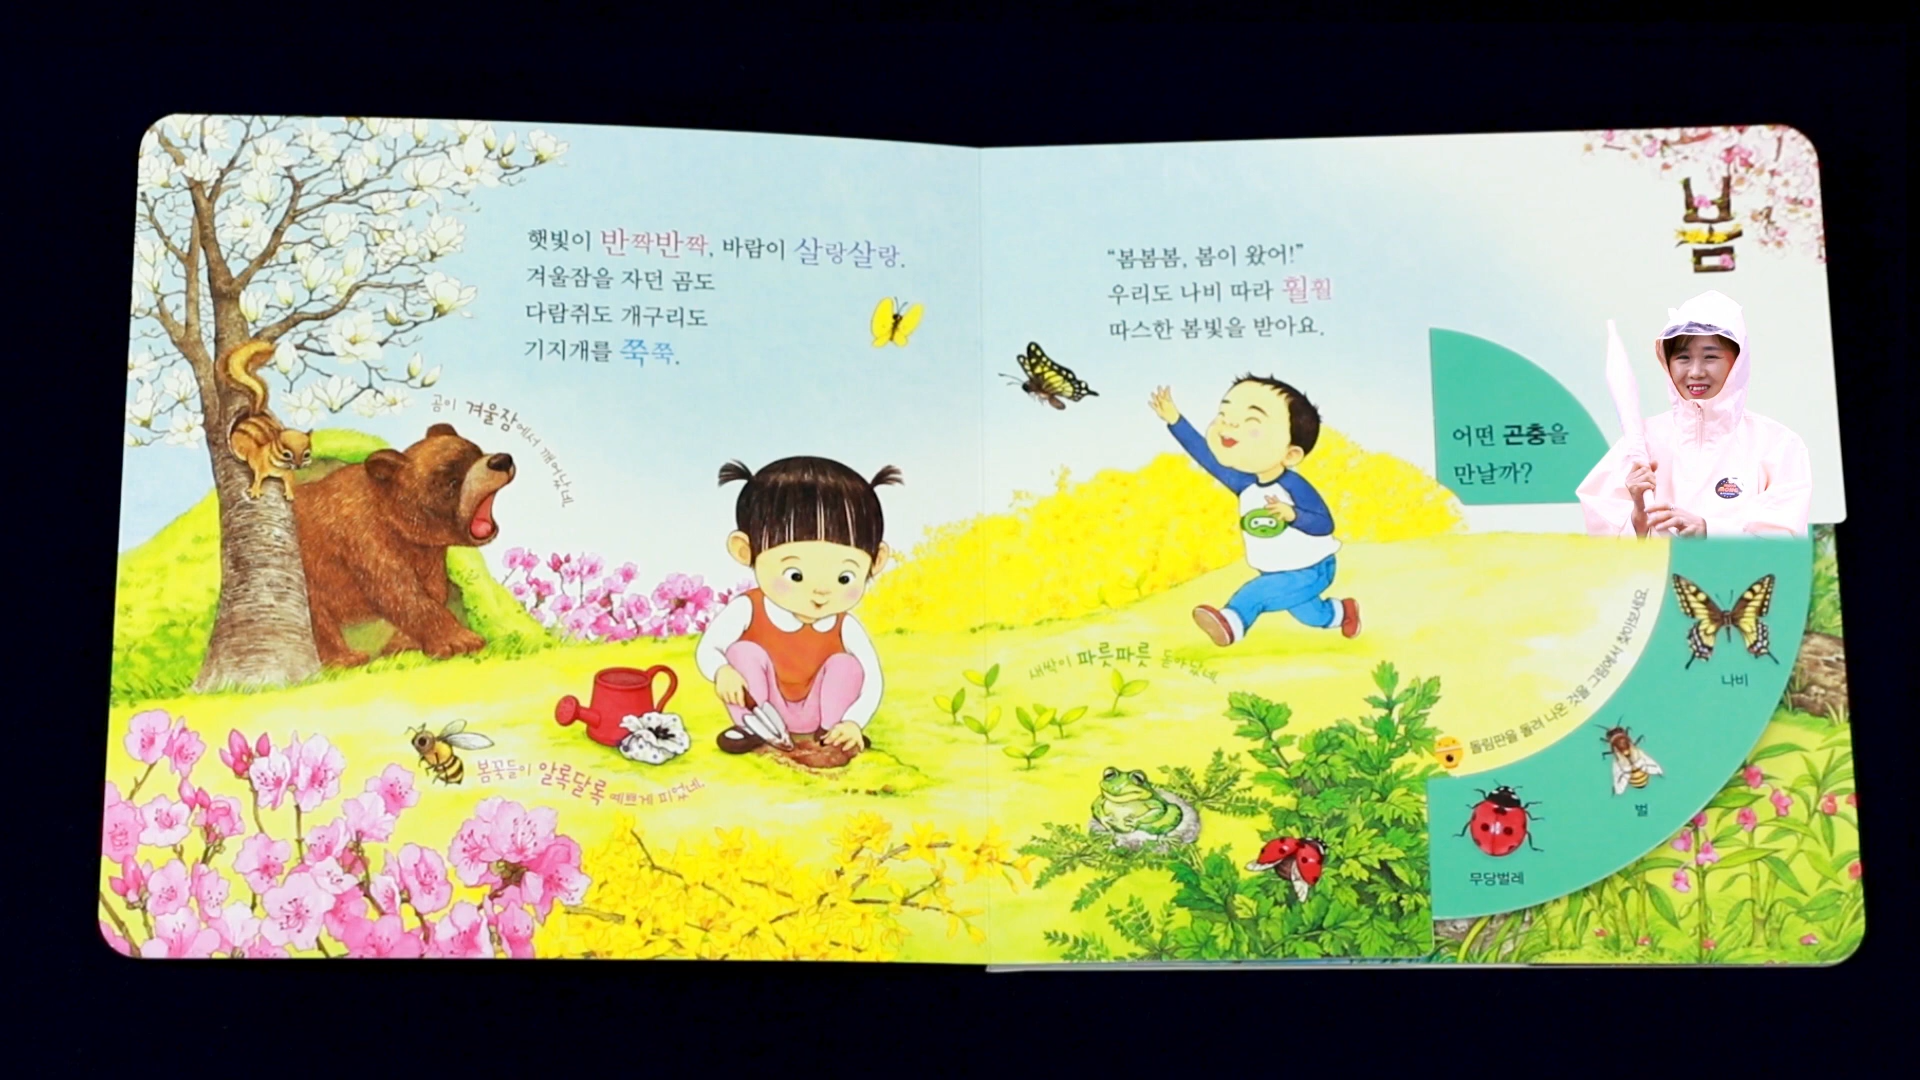 햇빛이 반짝반짝, 바람이 살랑살랑.
겨울잠을 자던 곰도
다람쥐도 개구리도
기지개를 쭉쭉.
곰이 겨울잠에서 깨어났네.
봄꽃들이 알록달록 예쁘게 피었네.
“봄봄봄, 봄이 왔어!”
우리도 나비 따라 훨훨
따스한 봄빛을 받아요.
새싹이 파릇파릇 돋아났네.
봄
어떤 곤충을
만날까?
돌림판을 돌려 나온 것을 그림에서 찾아보세요.
나비
벌
무당벌레